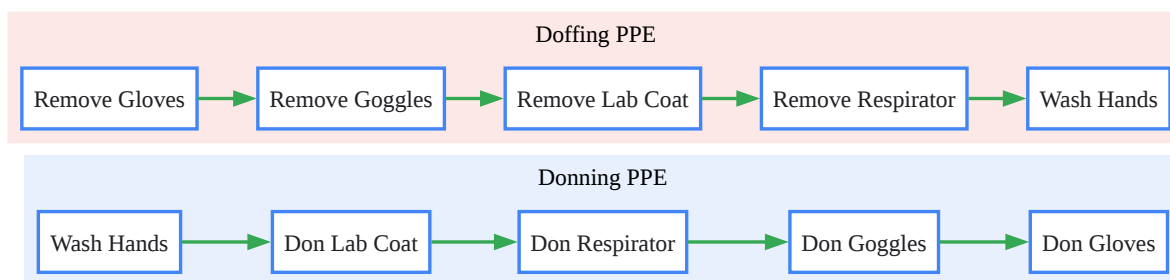 Doffing PPE
Remove Gloves
Remove Goggles
Remove Lab Coat
Remove Respirator
Wash Hands
Donning PPE
Wash Hands
Don Lab Coat
Don Respirator
Don Goggles
Don Gloves